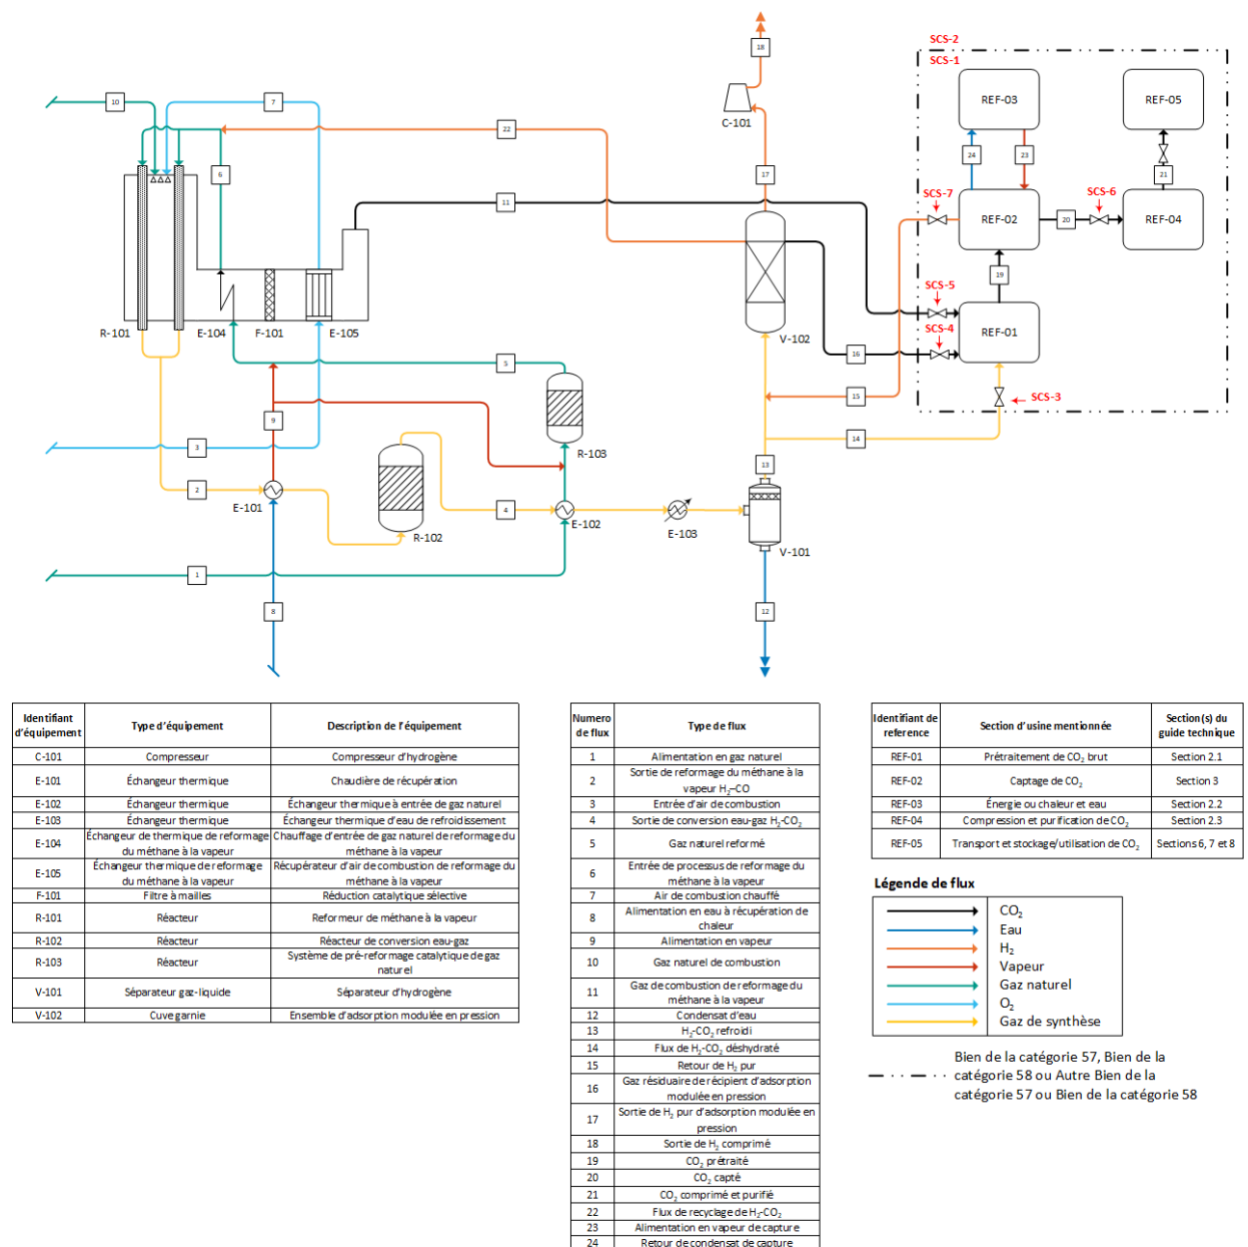 18
SCS-2
SCS-1
10
7
REF-03
REF-05
C-101
22
24
23
21
6
17
11
SCS-7
SCS-6
REF-02
20
REF-04
19
SCS-5
R-101
E-104
F-101
E-105
V-102
SCS-4
REF-01
16
5
9
15
SCS-3
3
R-103
14
13
2
E-101
4
E-102
E-103
R-102
V-101
1
8
12
Identifiant d'équipement
Type d'équipement
Description de l'équipement
C-101 Compresseur Compresseur d'hydrogène
E-101 Échangeur thermique Chaudière de récupération
E-102 Échangeur thermique Échangeur thermique à entrée de gaz naturel
E-103 Échangeur thermique Échangeur thermique d'eau de refroidissement
E-104 Échangeur de thermique de reformage du méthane à la vapeur Chauffage d'entrée de gaz naturel de reformage du méthane à la vapeur
E-105 Échangeur thermique de reformage du méthane à la vapeur Récupérateur d'air de combustion de reformage du méthane à la vapeur
F-101 Filtre à mailles Réduction catalytique sélective
R-101 Réacteur Reformeur de méthane à la vapeur
R-102 Réacteur Réacteur de conversion eau-gaz
R-103 Réacteur Système de pré-reformage catalytique de gaz naturel
V-101 Séparateur gaz-liquide Séparateur d'hydrogène
V-102 Cuve garnie Ensemble d'adsorption modulée en pression
Numero de flux
Type de flux
1 Alimentation en gaz naturel
2 Sortie de reformage du méthane à la vapeur H₂–CO
3 Entrée d'air de combustion
4 Sortie de conversion eau-gaz H₂-CO₂
5 Gaz naturel reformé
6 Entrée de processus de reformage du méthane à la vapeur
7 Air de combustion chauffé
8 Alimentation en eau à récupération de chaleur
9 Alimentation en vapeur
10 Gaz naturel de combustion
11 Gaz de combustion de reformage du méthane à la vapeur
12 Condensat d'eau
13 H₂-CO₂ refroidi
14 Flux de H₂-CO₂ déshydraté
15 Retour de H₂ pur
16 Gaz résiduaire de récipient d'adsorption modulée en pression
17 Sortie de H₂ pur d'adsorption modulée en pression
18 Sortie de H₂ comprimé
19 CO₂ prétraité
20 CO₂ capté
21 CO₂ comprimé et purifié
22 Flux de recyclage de H₂-CO₂
23 Alimentation en vapeur de capture
24 Retour de condensat de capture
Identifiant de reference
Section d'usine mentionnée
Section(s) du guide technique
REF-01 Prétraitement de CO₂ brut Section 2.1
REF-02 Captage de CO₂ Section 3
REF-03 Énergie ou chaleur et eau Section 2.2
REF-04 Compression et purification de CO₂ Section 2.3
REF-05 Transport et stockage/utilisation de CO₂ Sections 6, 7 et 8
Légende de flux
CO₂
Eau
H₂
Vapeur
Gaz naturel
O₂
Gaz de synthèse
Bien de la catégorie 57, Bien de la
catégorie 58 ou Autre Bien de la
catégorie 57 ou Bien de la catégorie 58